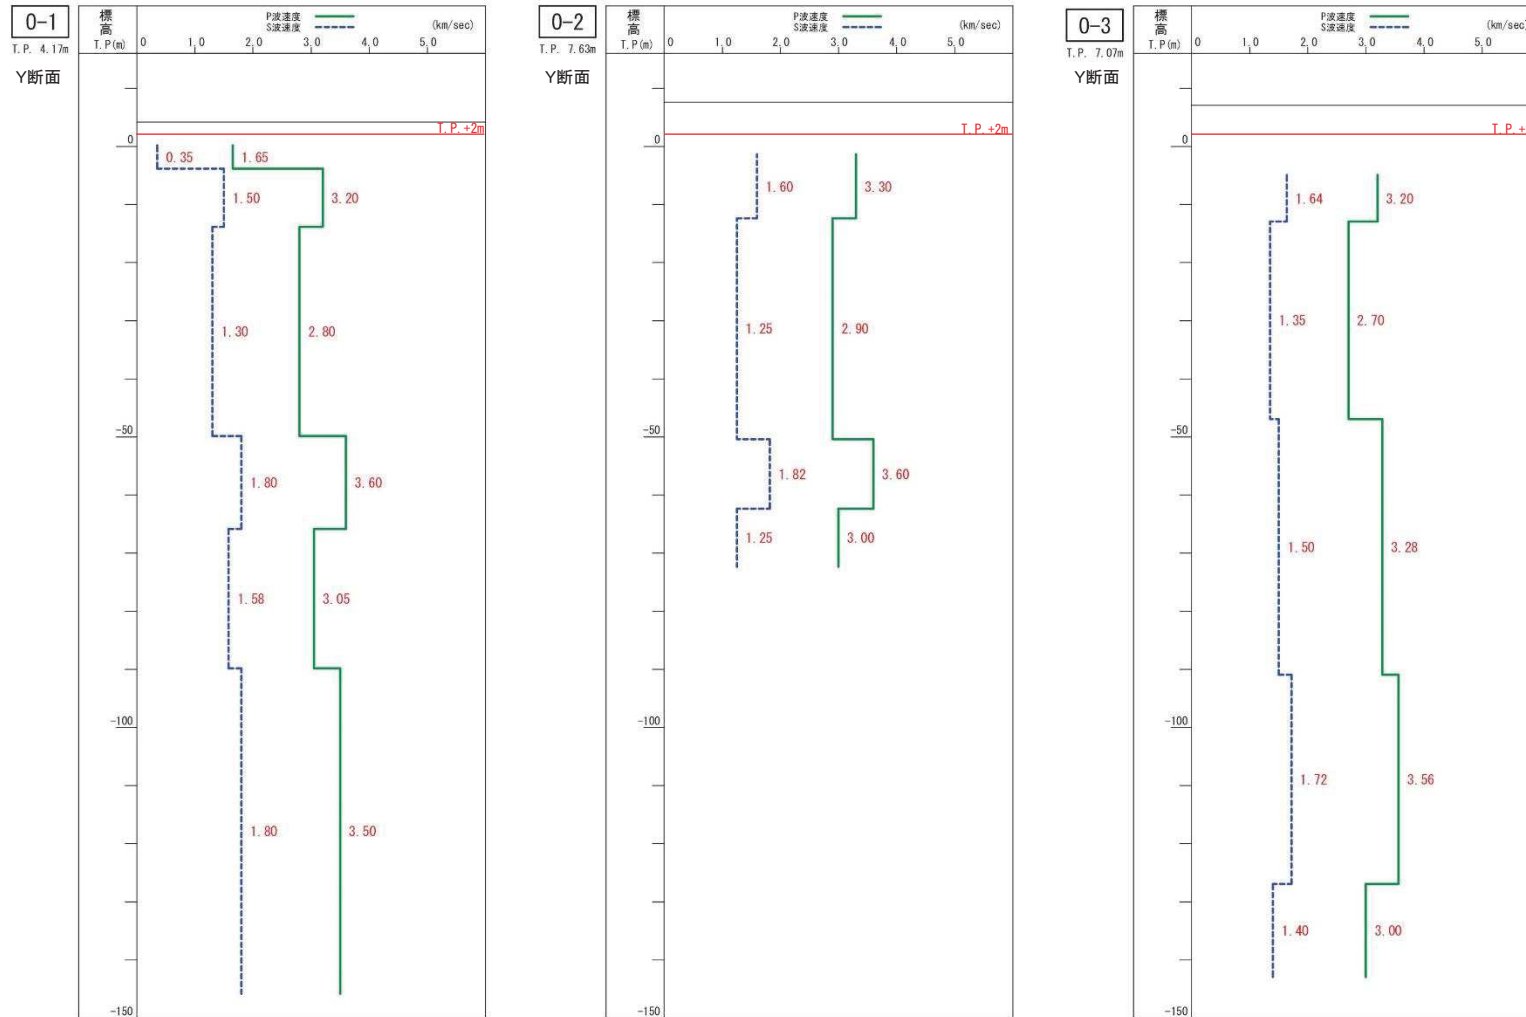 0-1
T.P. 4.17m
Y断面
標高
T.P(m)
P波速度
S波速度
(km/sec)
0 1.0 2.0 3.0 4.0 5.0
T.P.+2m
0
0.35 1.65
1.50 3.20
1.30 2.80
-50
1.80 3.60
1.58 3.05
-100
1.80 3.50
-150
0-2
T.P. 7.63m
Y断面
標高
T.P(m)
P波速度
S波速度
(km/sec)
0 1.0 2.0 3.0 4.0 5.0
T.P.+2m
0
1.60 3.30
1.25 2.90
-50
1.82 3.60
1.25 3.00
-100
-150
0-3
T.P. 7.07m
Y断面
標高
T.P(m)
P波速度
S波速度
(km/sec)
0 1.0 2.0 3.0 4.0 5.0
T.P.+
0
1.64 3.20
1.35 2.70
-50
1.50 3.28
-100
1.72 3.56
1.40 3.00
-150